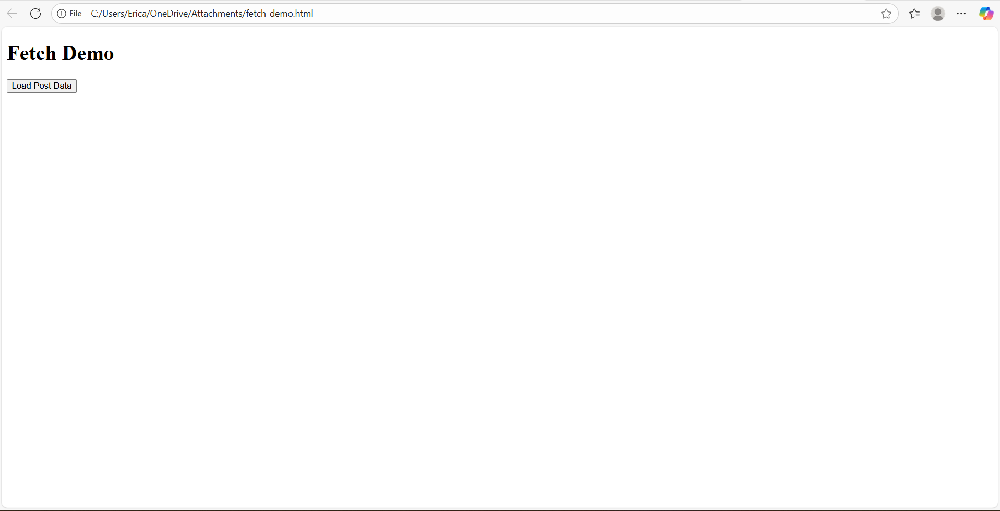 File C:/Users/Erica/OneDrive/Attachments/fetch-demo.html
Fetch Demo
Load Post Data